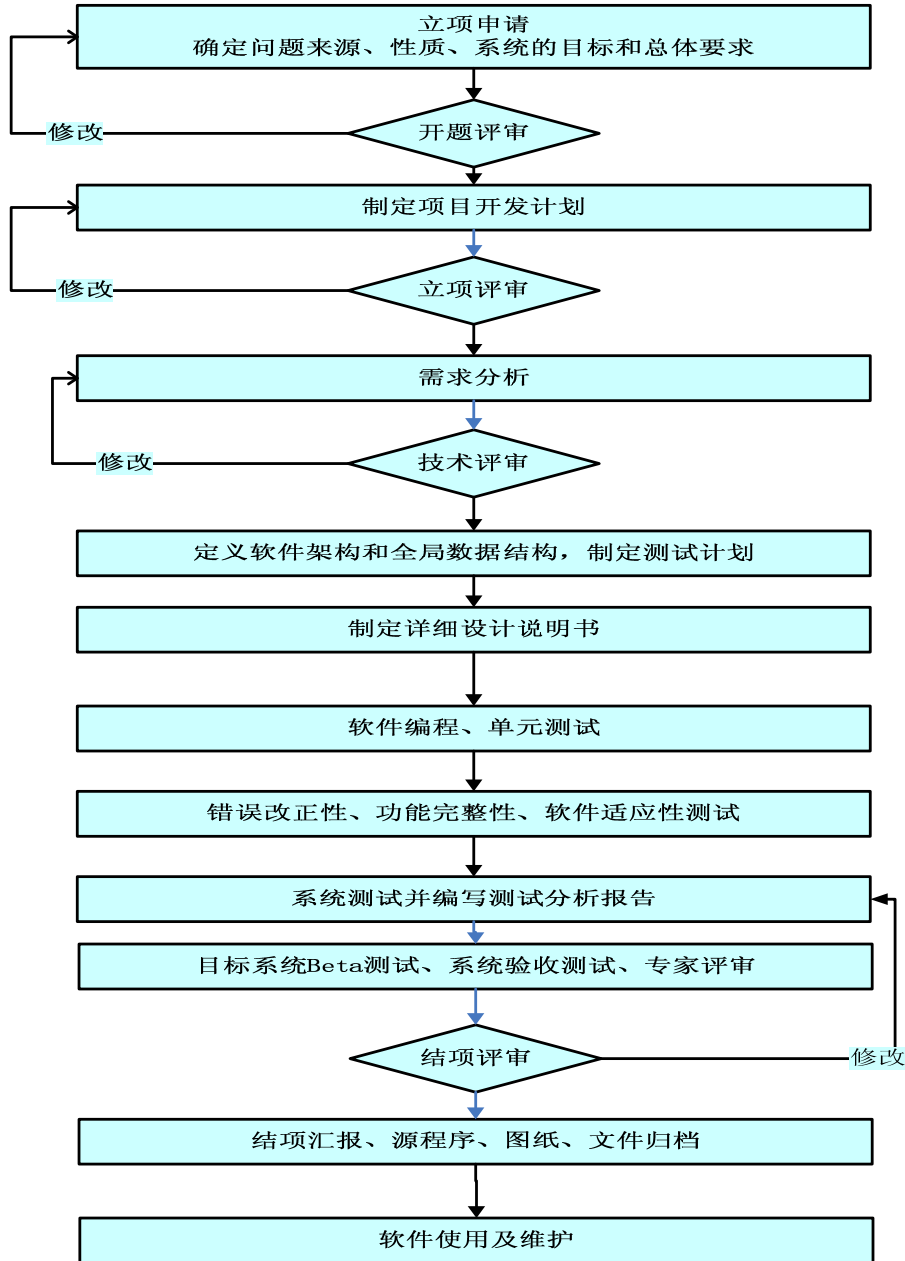 立项申请
确定问题来源、性质、系统的目标和总体要求
修改
开题评审
制定项目开发计划
修改
立项评审
需求分析
修改
技术评审
定义软件架构和全局数据结构，制定测试计划
制定详细设计说明书
软件编程、单元测试
错误改正性、功能完整性、软件适应性测试
系统测试并编写测试分析报告
目标系统Beta测试、系统验收测试、专家评审
结项评审
修改
结项汇报、源程序、图纸、文件归档
软件使用及维护